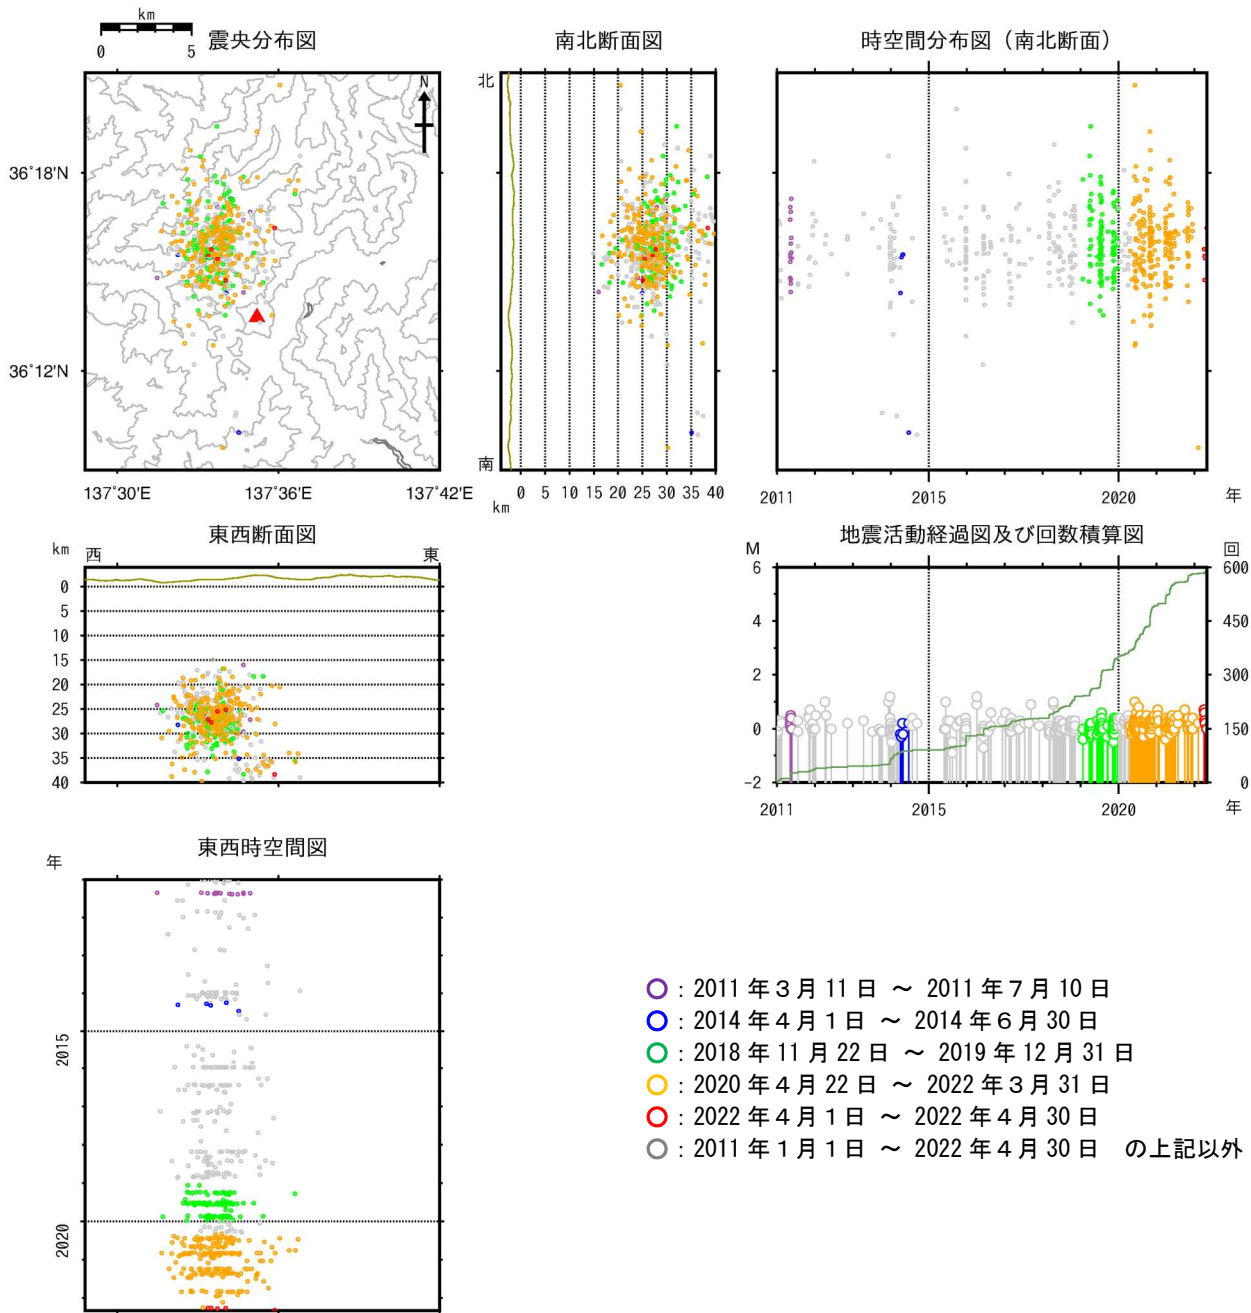 km
0 5
震央分布図
N
36°18'N
36°12'N
137°30'E 137°36'E 137°42'E
南北断面図
北
南
0 5 10 15 20 25 30 35 40
km
時空間分布図（南北断面）
2011 2015 2020 年
東西断面図
km 西 東
0
5
10
15
20
25
30
35
40
地震活動経過図及び回数積算図
M 回
6 600
4 450
2 300
0 150
-2 0
2011 2015 2020
年
東西時空間図
年
2015
2020
：2011 年３月 11 日 ～ 2011 年７月 10 日
：2014 年４月１日 ～ 2014 年６月 30 日
：2018 年 11 月 22 日 ～ 2019 年 12 月 31 日
：2020 年４月 22 日 ～ 2022 年３月 31 日
：2022 年４月１日 ～ 2022 年４月 30 日
：2011 年１月１日 ～ 2022 年４月 30 日 の上記以外